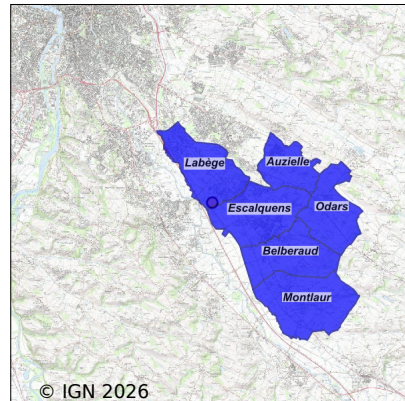 Labège
Auzielle
Escalquens
Odars
Belberaud
Montlaur
© IGN 2026